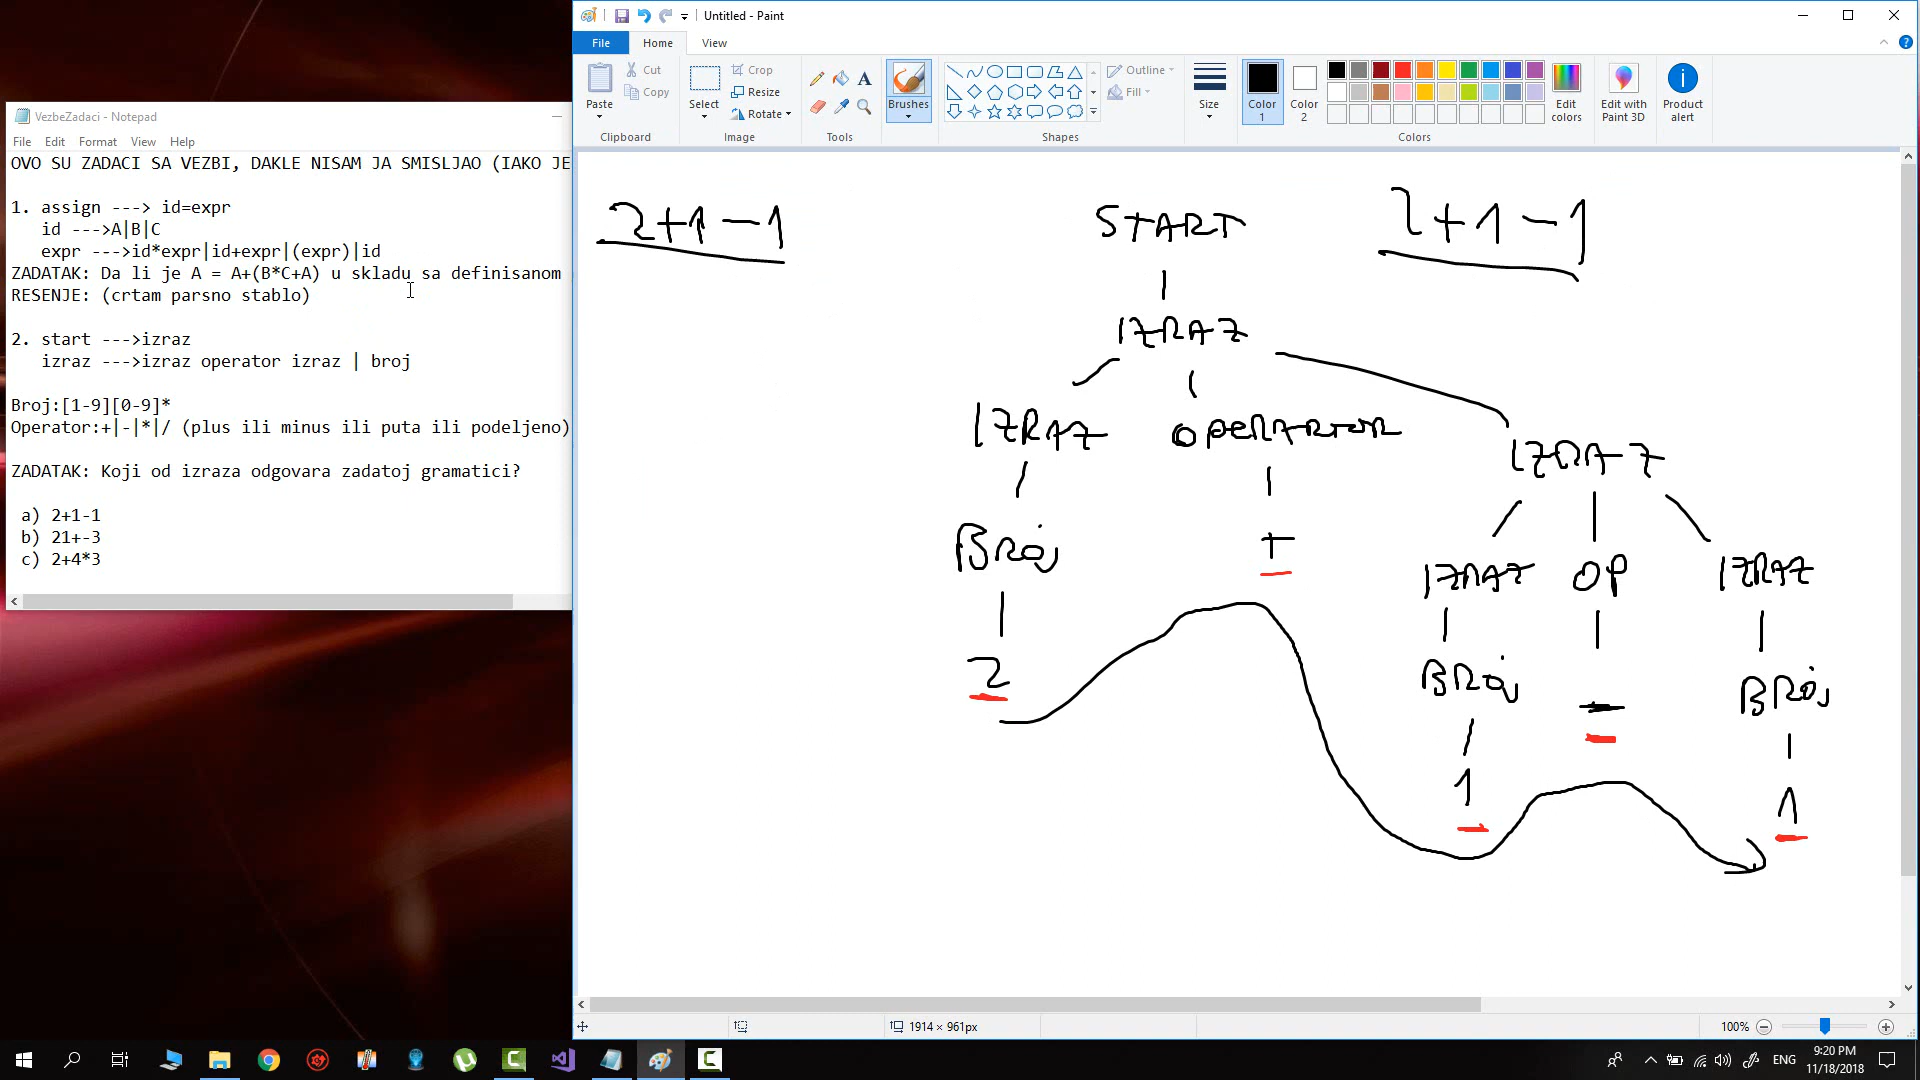 Untitled - Paint
File
Home
View
Paste
Cut
Copy
Clipboard
Select
Crop
Resize
Rotate
Image
Tools
Brushes
Outline
Fill
Shapes
Size
Color 1
Color 2
Edit colors
Colors
Edit with Paint 3D
Product alert
VezbeZadaci - Notepad
File Edit Format View Help
OVO SU ZADACI SA VEZBI, DAKLE NISAM JA SMISLJAO (IAKO JE
1. assign ---> id=expr
id --->A|B|C
expr --->id*expr|id+expr|(expr)|id
ZADATAK: Da li je A = A+(B*C+A) u skladu sa definisanom
RESENJE: (crtam parsno stablo)
2. start --->izraz
izraz --->izraz operator izraz | broj
Broj:[1-9][0-9]*
Operator:+|-|*|/ (plus ili minus ili puta ili podeljeno)
ZADATAK: Koji od izraza odgovara zadatoj gramatici?
a) 2+1-1
b) 21+-3
c) 2+4*3
2+1-1
START
2+1-1
IZRAZ
IZRAZ OPERARTOR IZRAZ
BROJ +
IZRAZ OP IZRAZ
2
BROJ - BROJ
1 1
1914 × 961px
100%
ENG
9:20 PM
11/18/2018